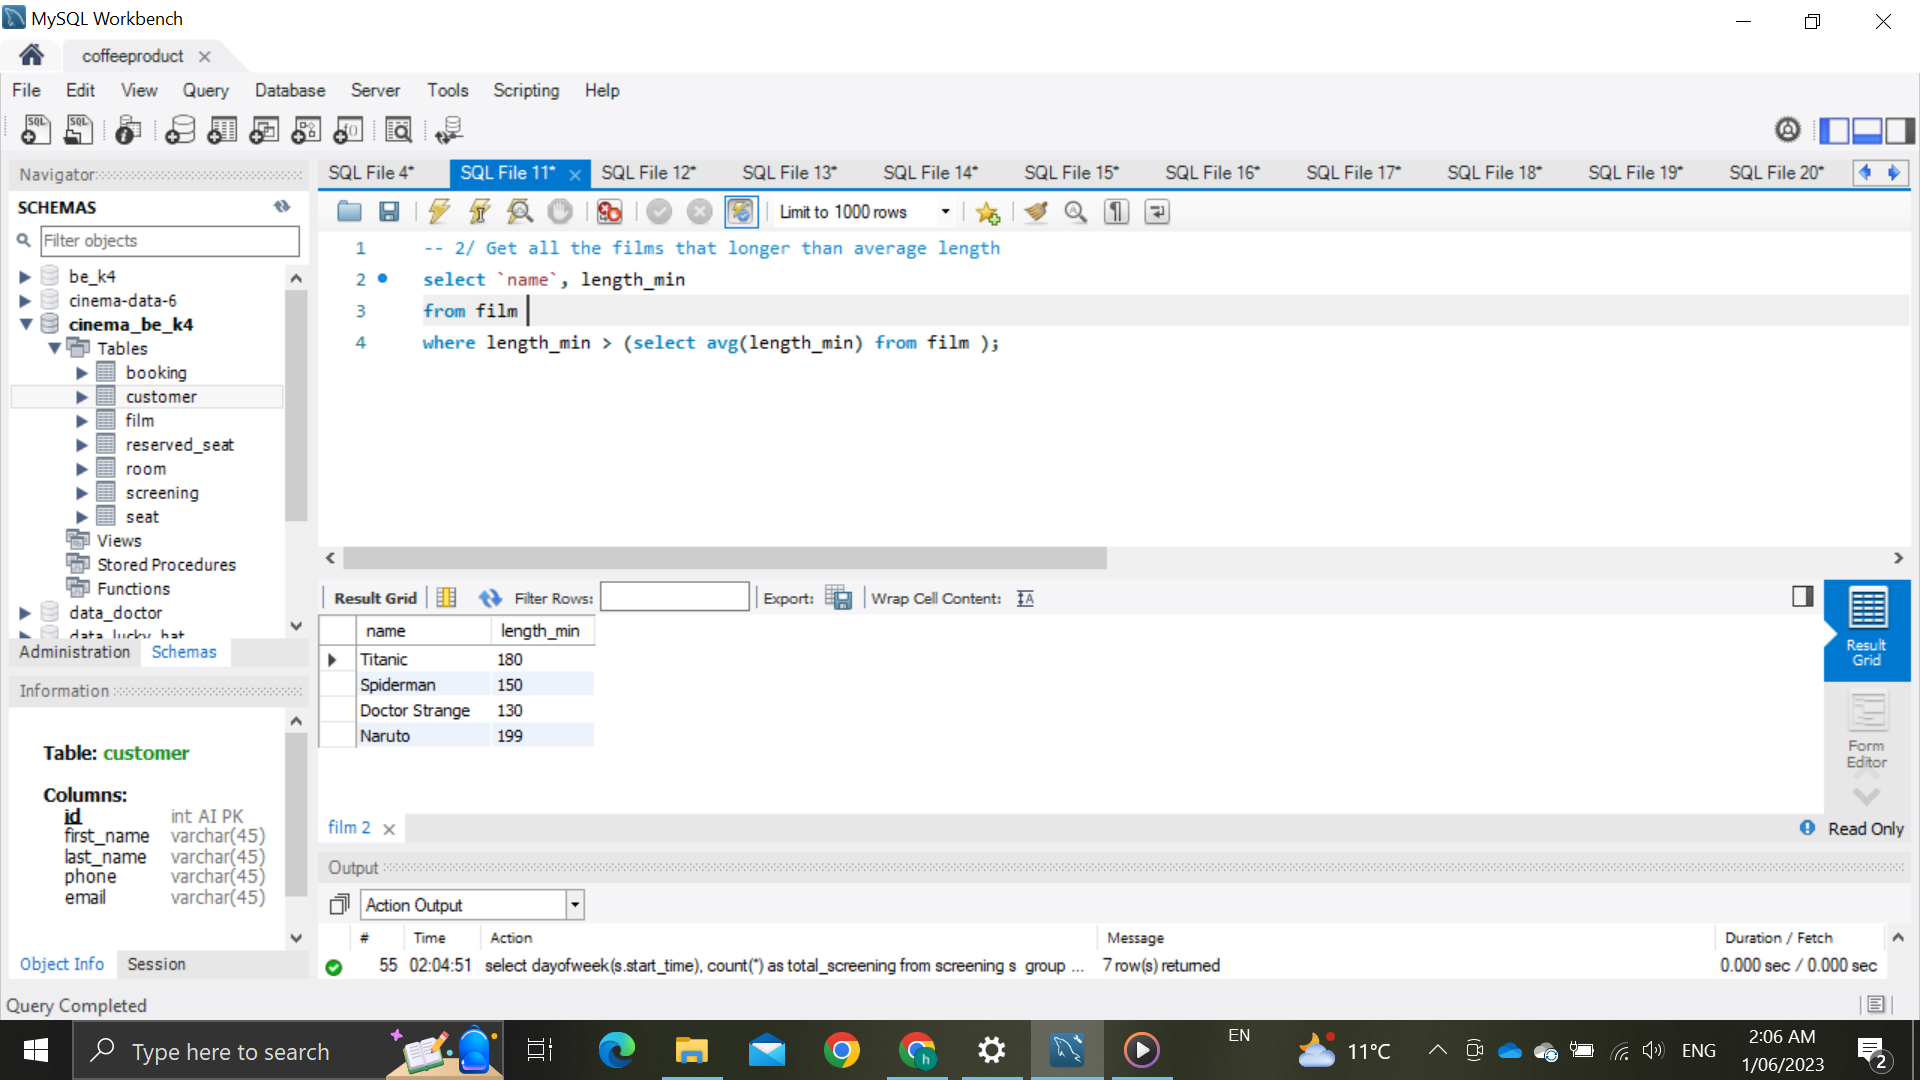 MySQL Workbench
coffeeproduct
File Edit View Query Database Server Tools Scripting Help
Navigator
SCHEMAS
Filter objects
be_k4
cinema-data-6
cinema_be_k4
Tables
booking
customer
film
reserved_seat
room
screening
seat
Views
Stored Procedures
Functions
data_doctor
data_lucky_hat
Administration Schemas
Information
Table: customer
Columns:
id int AI PK
first_name varchar(45)
last_name varchar(45)
phone varchar(45)
email varchar(45)
Object Info Session
SQL File 4* SQL File 11* SQL File 12* SQL File 13* SQL File 14* SQL File 15* SQL File 16* SQL File 17* SQL File 18* SQL File 19* SQL File 20*
Limit to 1000 rows
1 -- 2/ Get all the films that longer than average length
2 select `name`, length_min
3 from film
4 where length_min > (select avg(length_min) from film );
Result Grid Filter Rows: Export: Wrap Cell Content:
name length_min
Titanic 180
Spiderman 150
Doctor Strange 130
Naruto 199
Result
Grid
Form
Editor
film 2
Read Only
Output
Action Output
# Time Action Message Duration / Fetch
55 02:04:51 select dayofweek(s.start_time), count(*) as total_screening from screening s group ... 7 row(s) returned 0.000 sec / 0.000 sec
Query Completed
Type here to search
EN
11°C
ENG
2:06 AM
1/06/2023
2